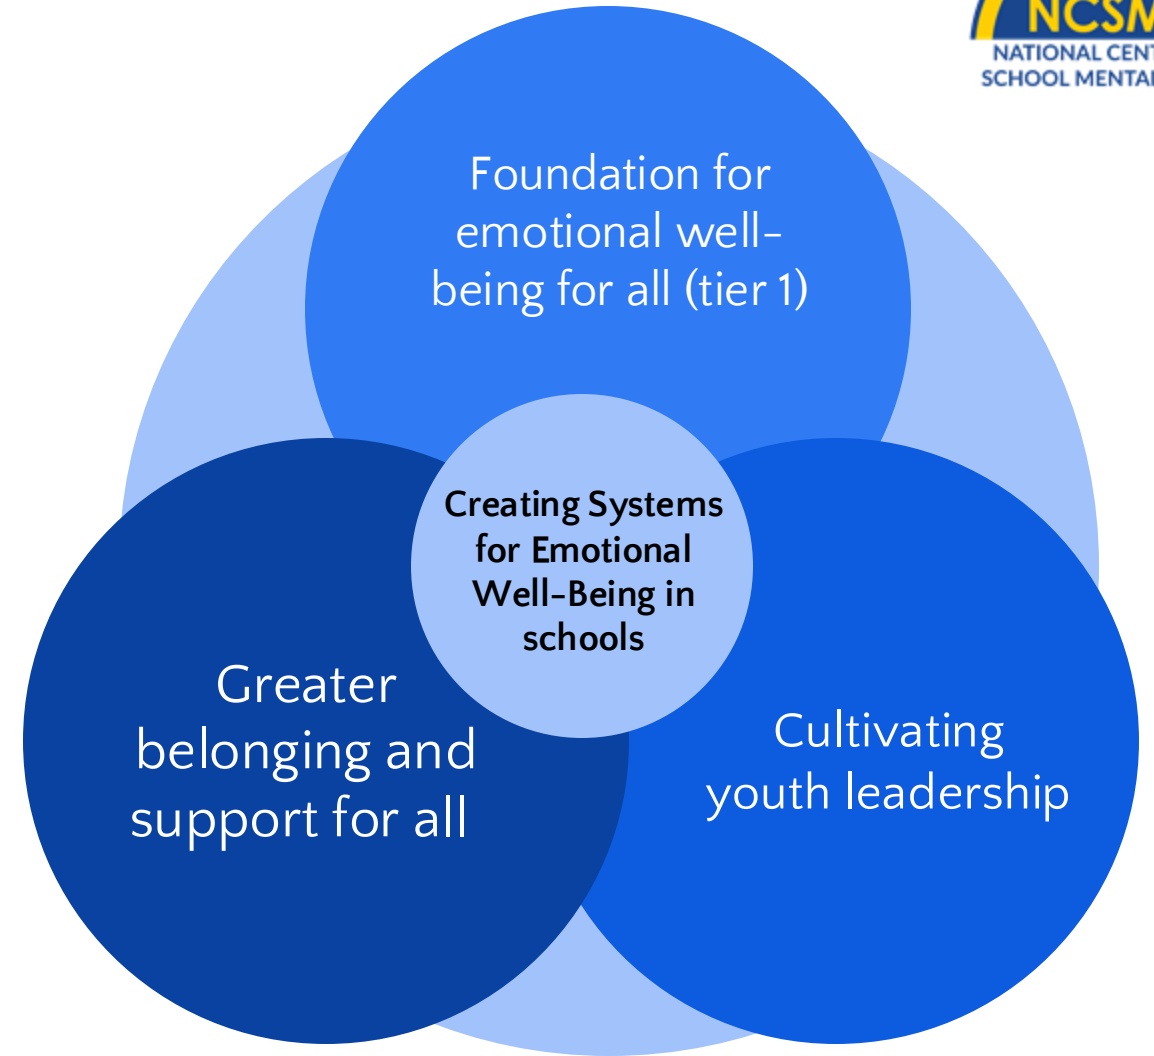 NCSM
NATIONAL CENT
SCHOOL MENTAL
Foundation for
emotional well-
being for all (tier 1)
Creating Systems
for Emotional
Well-Being in
schools
Greater
belonging and
support for all
Cultivating
youth leadership